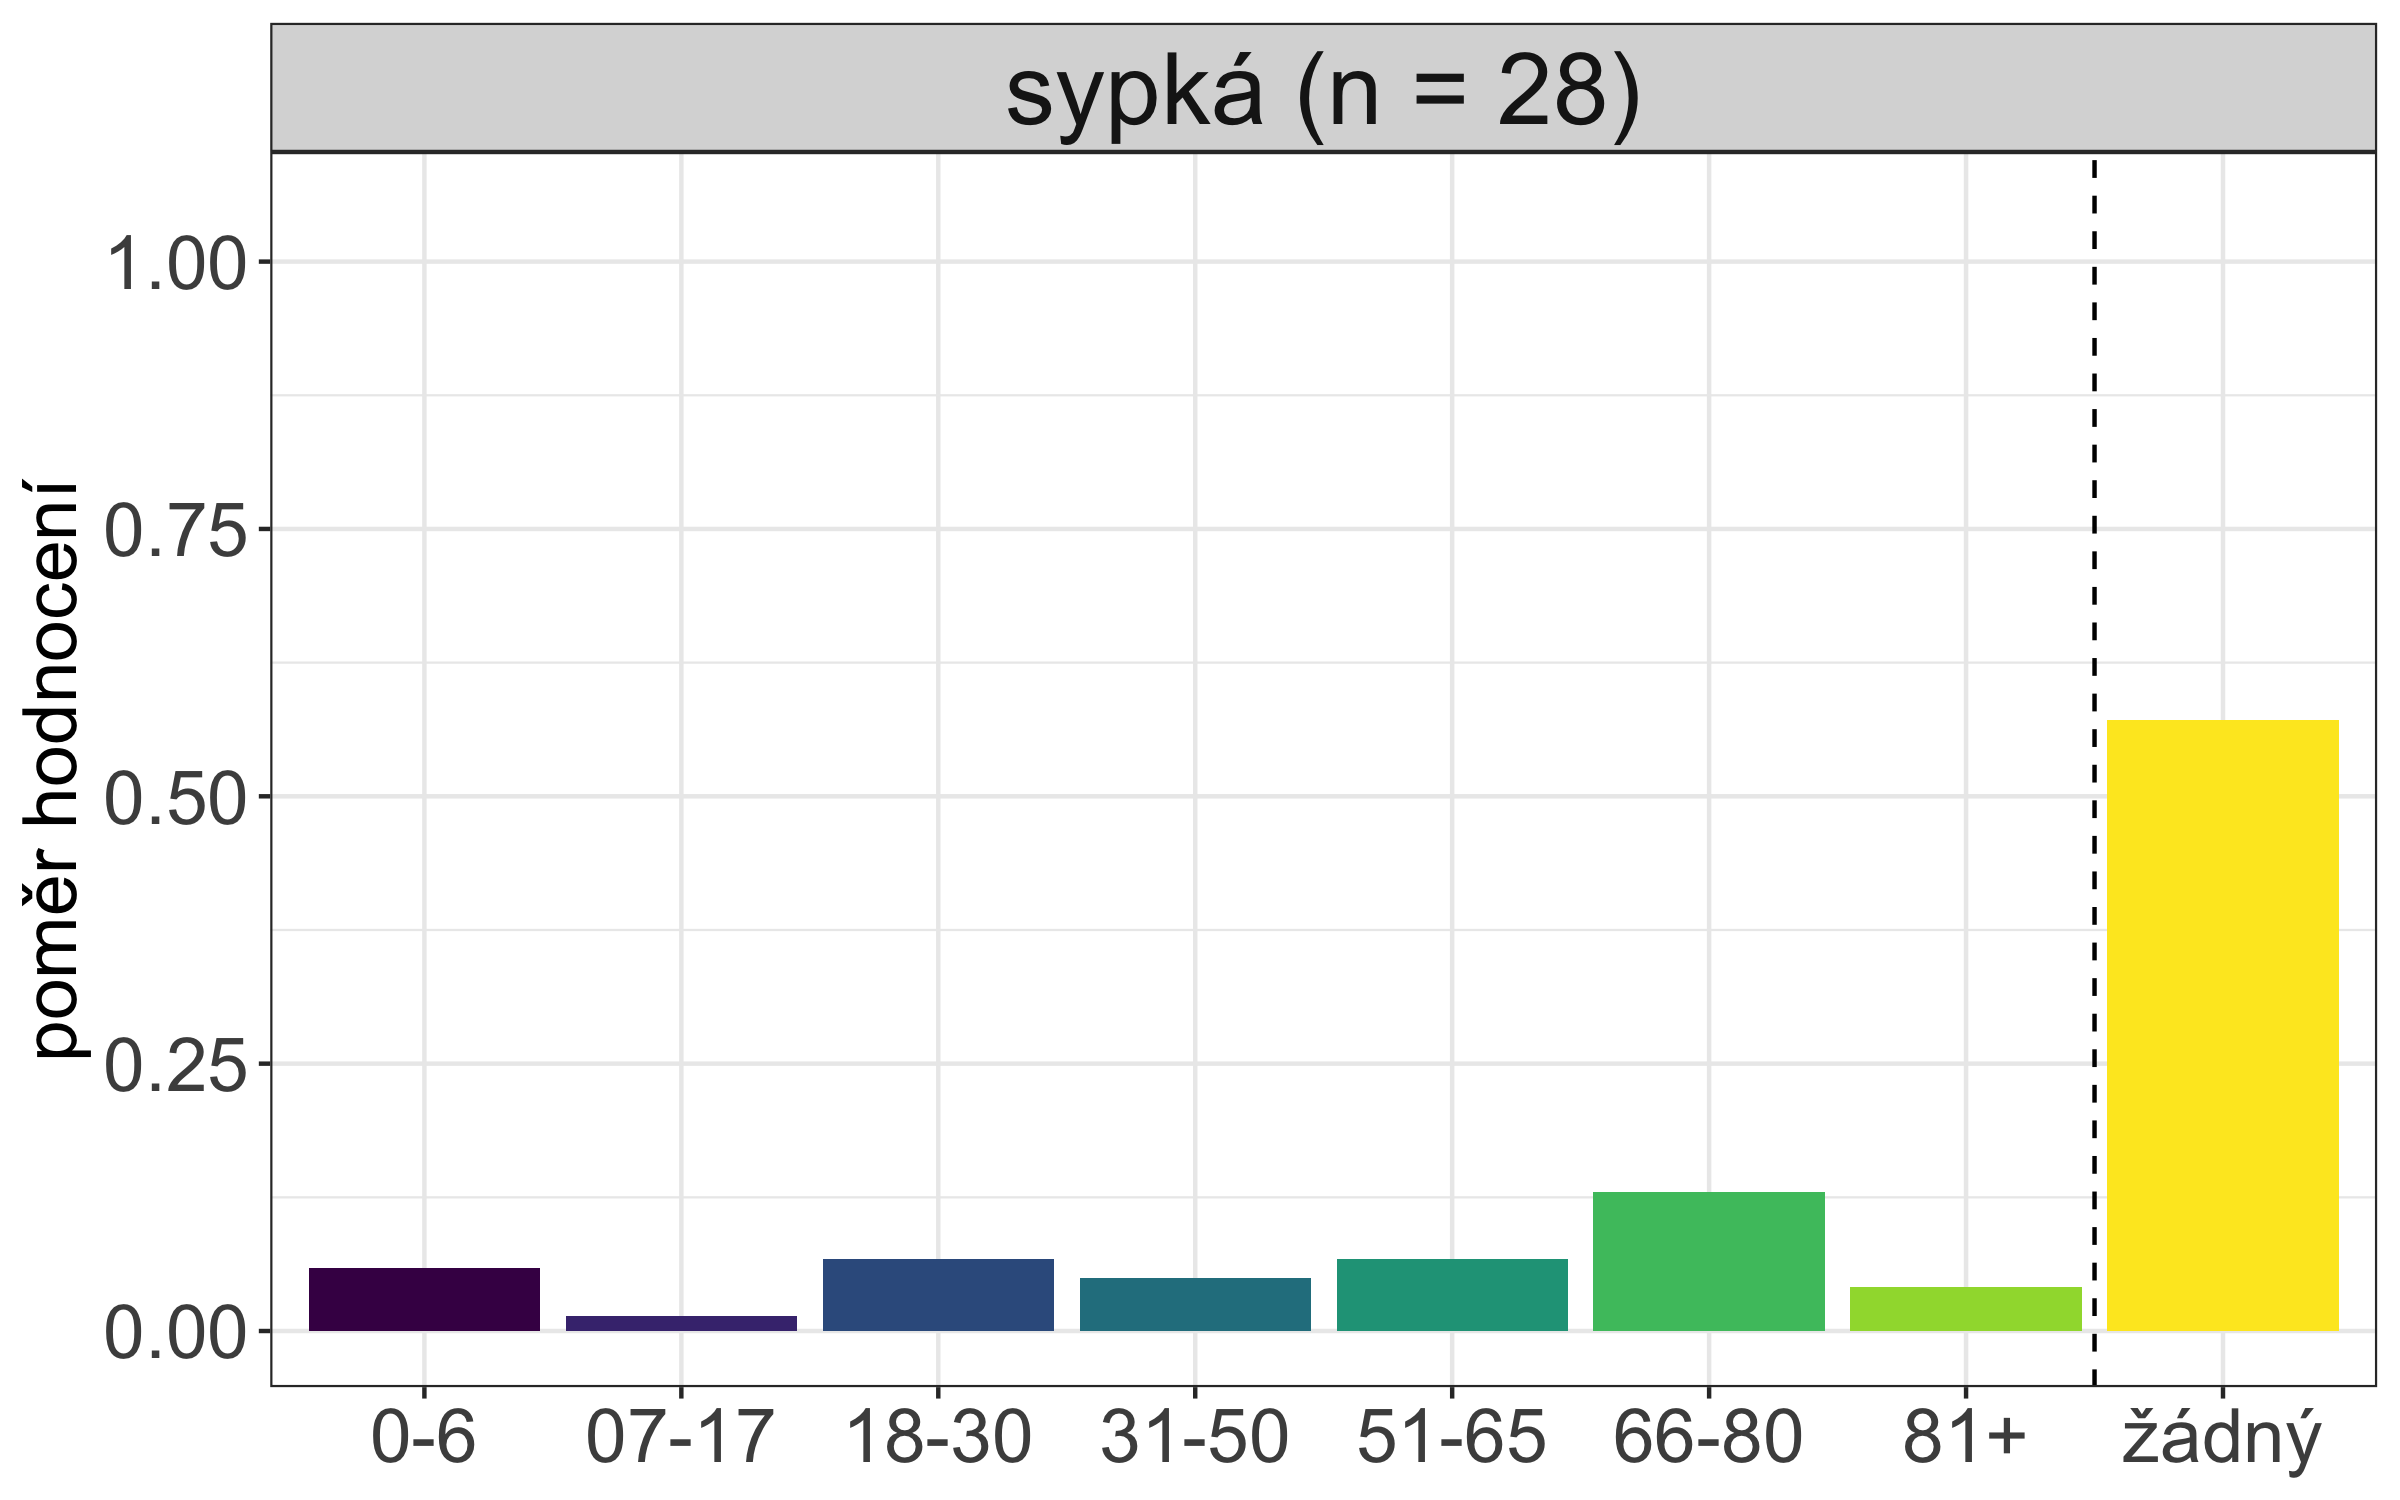 sypká (n = 28)
poměr hodnocení
1.00
0.75
0.50
0.25
0.00
0-6 07-17 18-30 31-50 51-65 66-80 81+ žádný